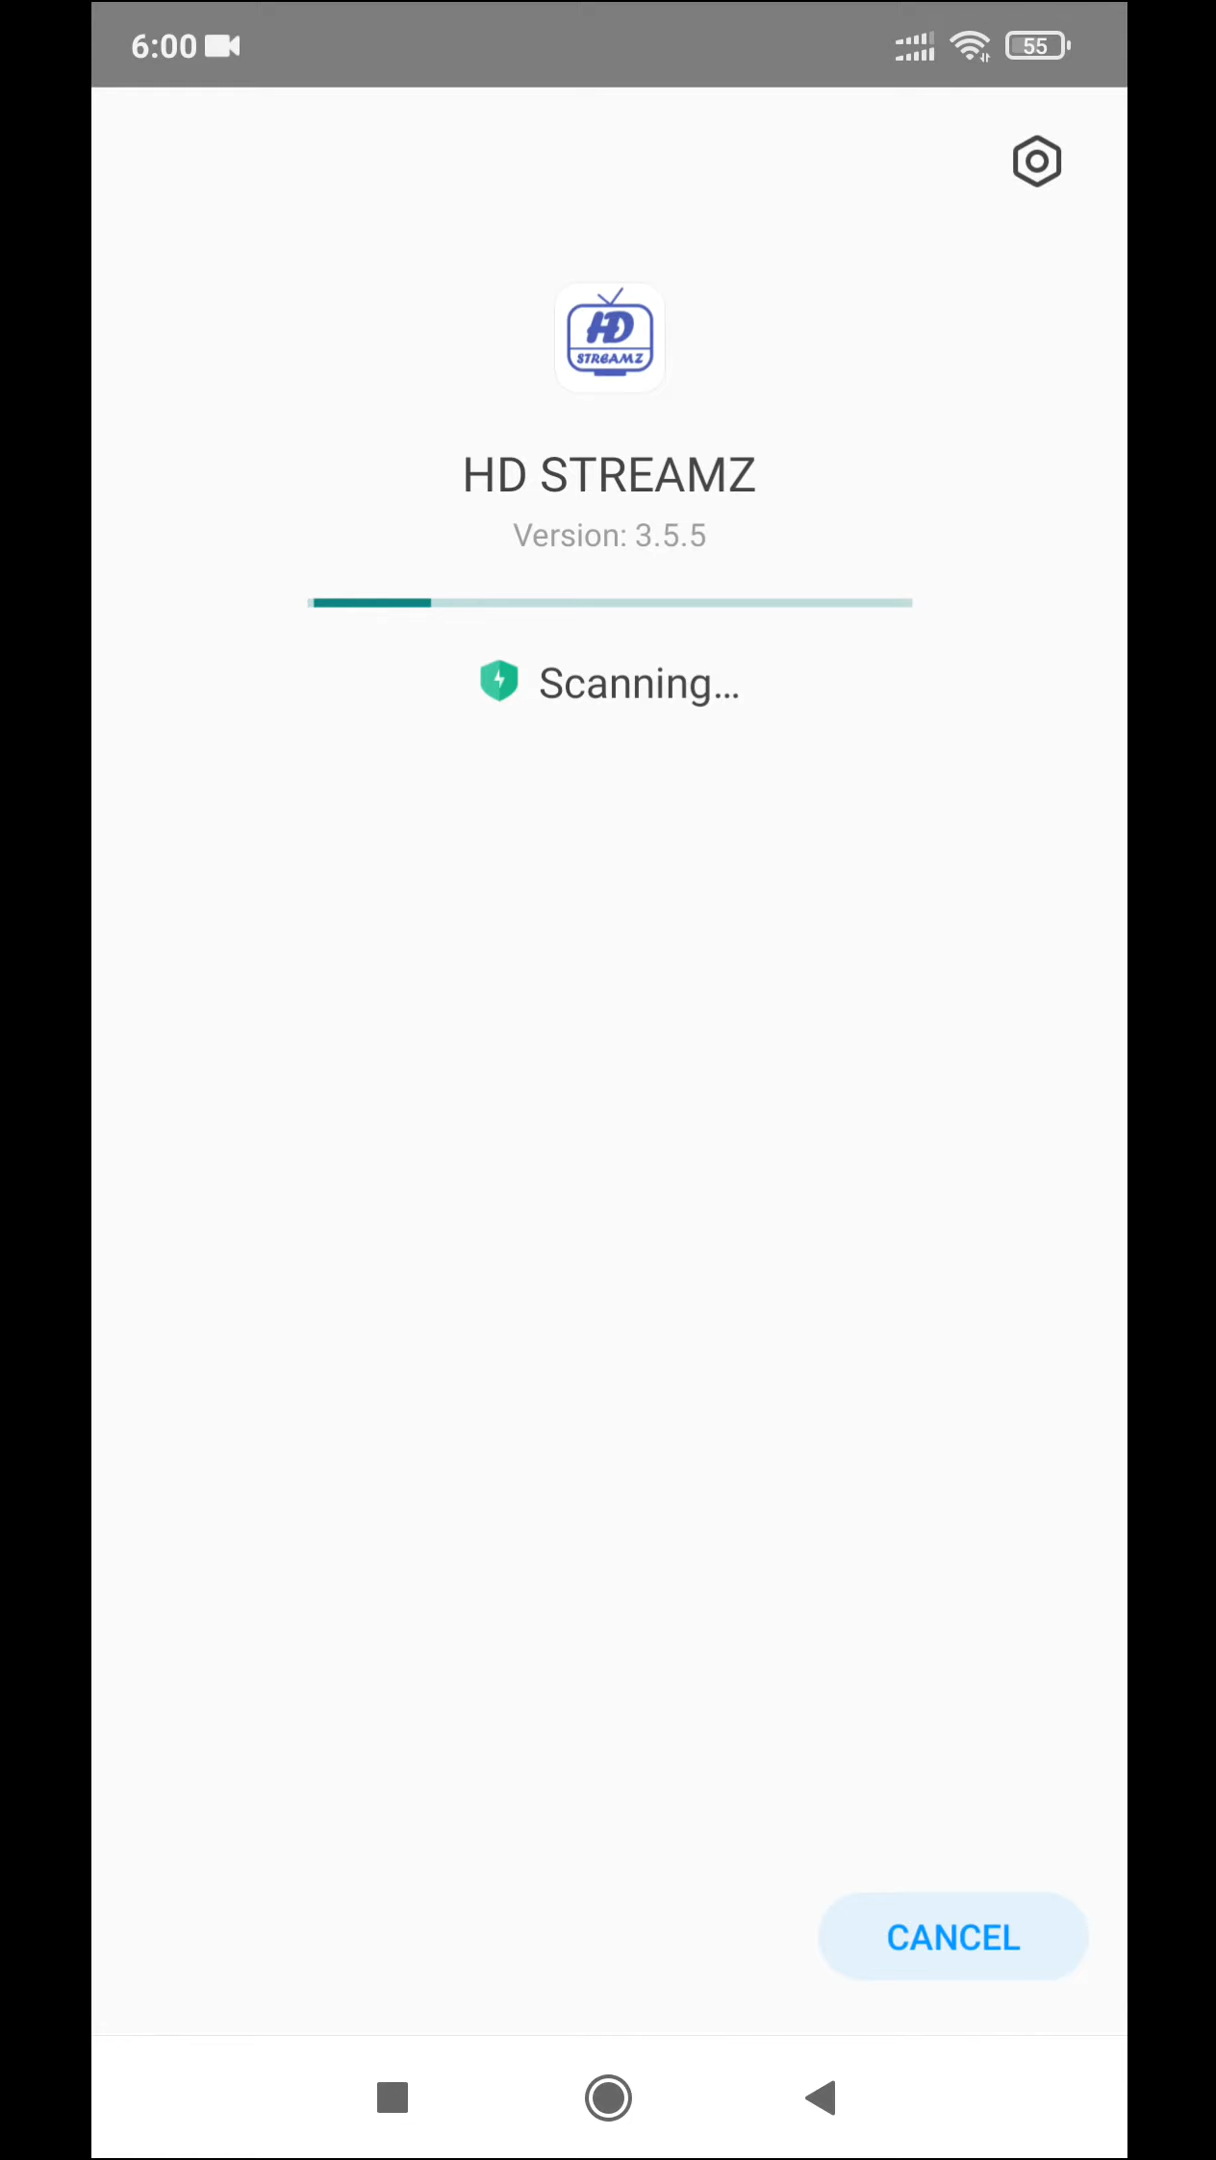 6:00
55
HD
STREAMZ
HD STREAMZ
Version: 3.5.5
Scanning...
CANCEL